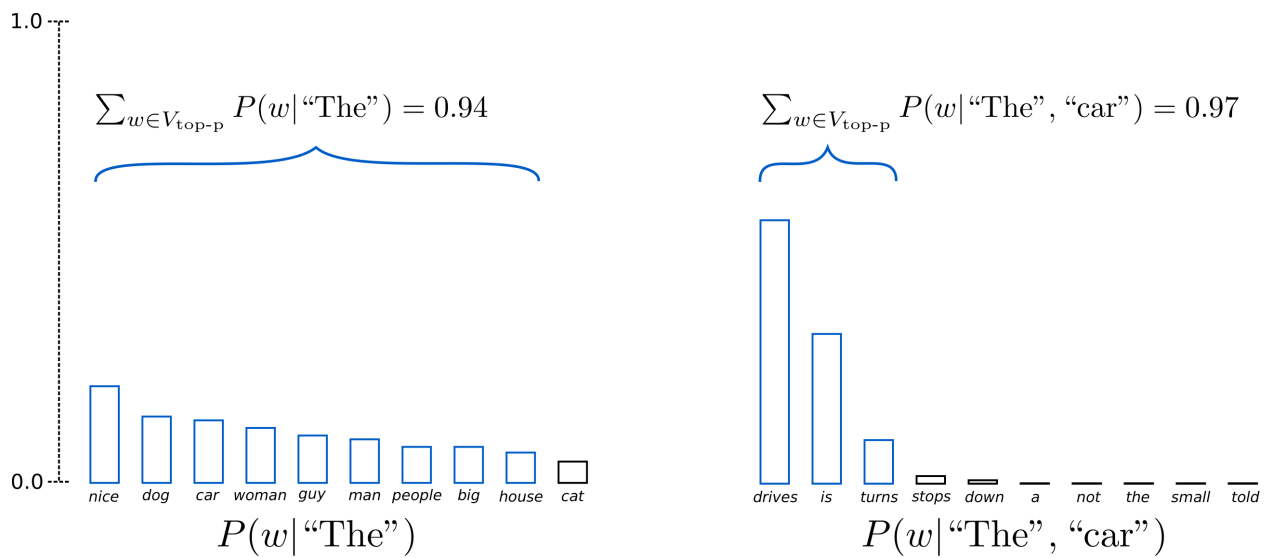 1.0
∑w∈Vtop-p P(w|“The”) = 0.94
∑w∈Vtop-p P(w|“The”, “car”) = 0.97
0.0
nice dog car woman guy man people big house cat
drives is turns stops down a not the small told
P(w|“The”)
P(w|“The”, “car”)